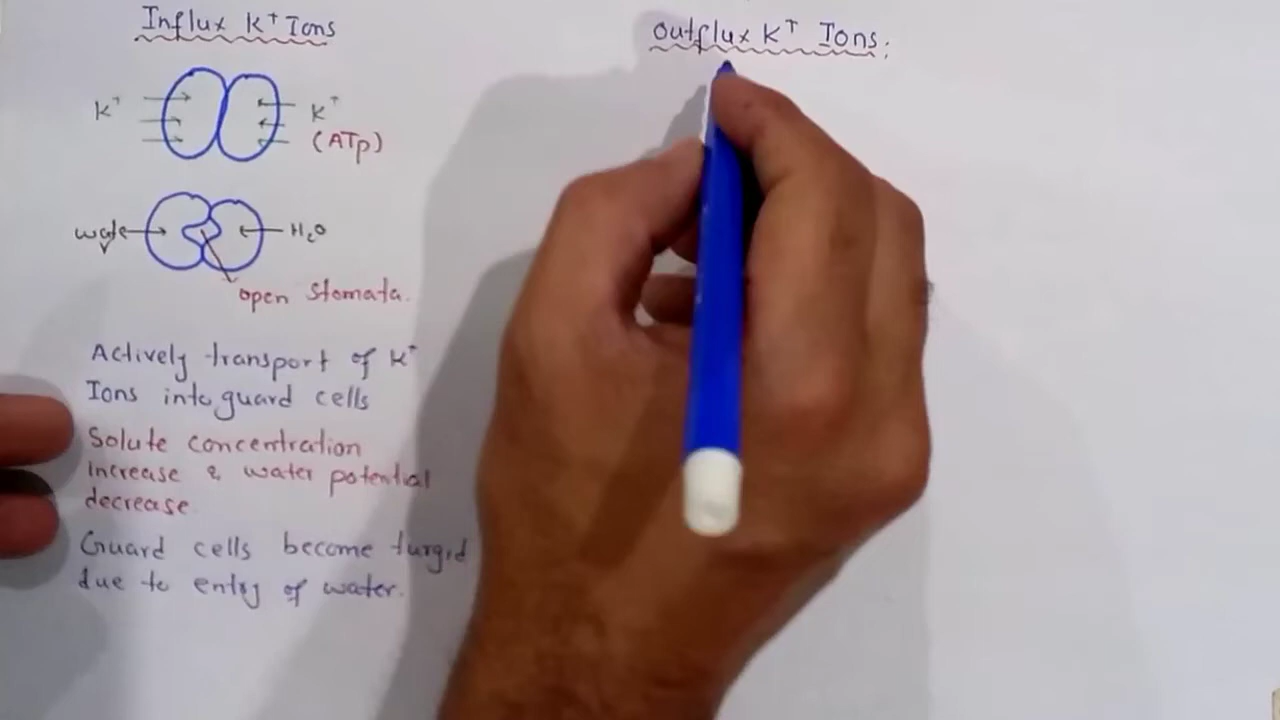 Influx K⁺ Ions
outflux K⁺ Ions:
K⁺
K⁺
(ATP)
water
H₂O
open stomata.
Actively transport of K⁺
Ions into guard cells
Solute concentration
increase & water potential
decrease.
Guard cells become turgid
due to entry of water.